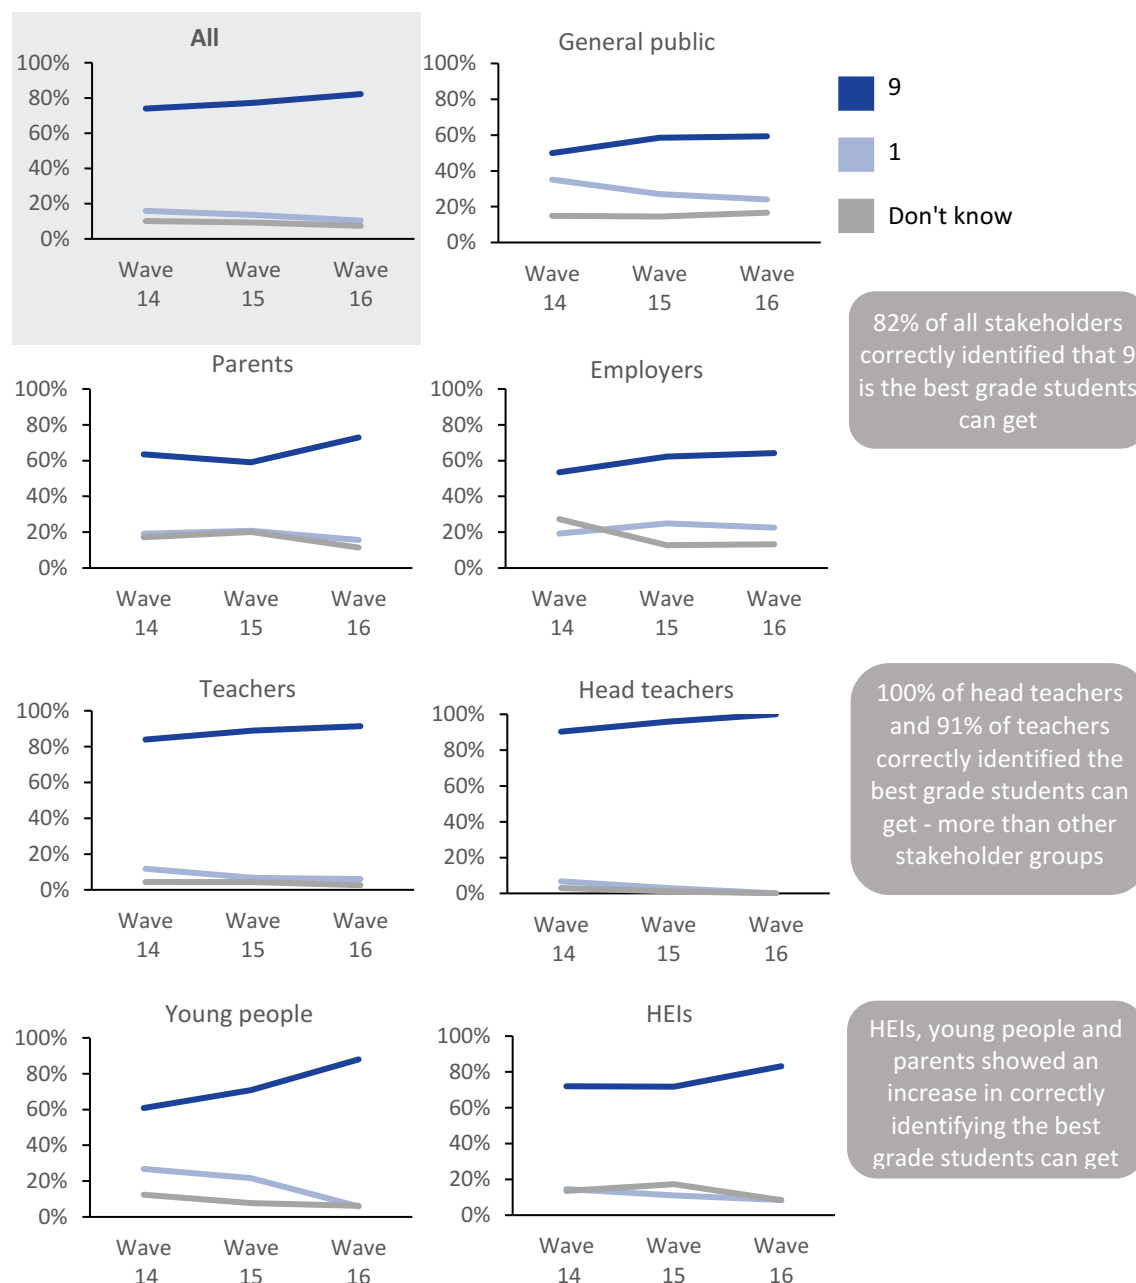 All
100%
80%
60%
40%
20%
0%
Wave
14
Wave
15
Wave
16
General public
100%
80%
60%
40%
20%
0%
Wave
14
Wave
15
Wave
16
9
1
Don't know
82% of all stakeholders
correctly identified that 9
is the best grade students
can get
Parents
100%
80%
60%
40%
20%
0%
Wave
14
Wave
15
Wave
16
Employers
100%
80%
60%
40%
20%
0%
Wave
14
Wave
15
Wave
16
Teachers
100%
80%
60%
40%
20%
0%
Wave
14
Wave
15
Wave
16
Head teachers
100%
80%
60%
40%
20%
0%
Wave
14
Wave
15
Wave
16
100% of head teachers
and 91% of teachers
correctly identified the
best grade students can
get - more than other
stakeholder groups
Young people
100%
80%
60%
40%
20%
0%
Wave
14
Wave
15
Wave
16
HEIs
100%
80%
60%
40%
20%
0%
Wave
14
Wave
15
Wave
16
HEIs, young people and
parents showed an
increase in correctly
identifying the best
grade students can get